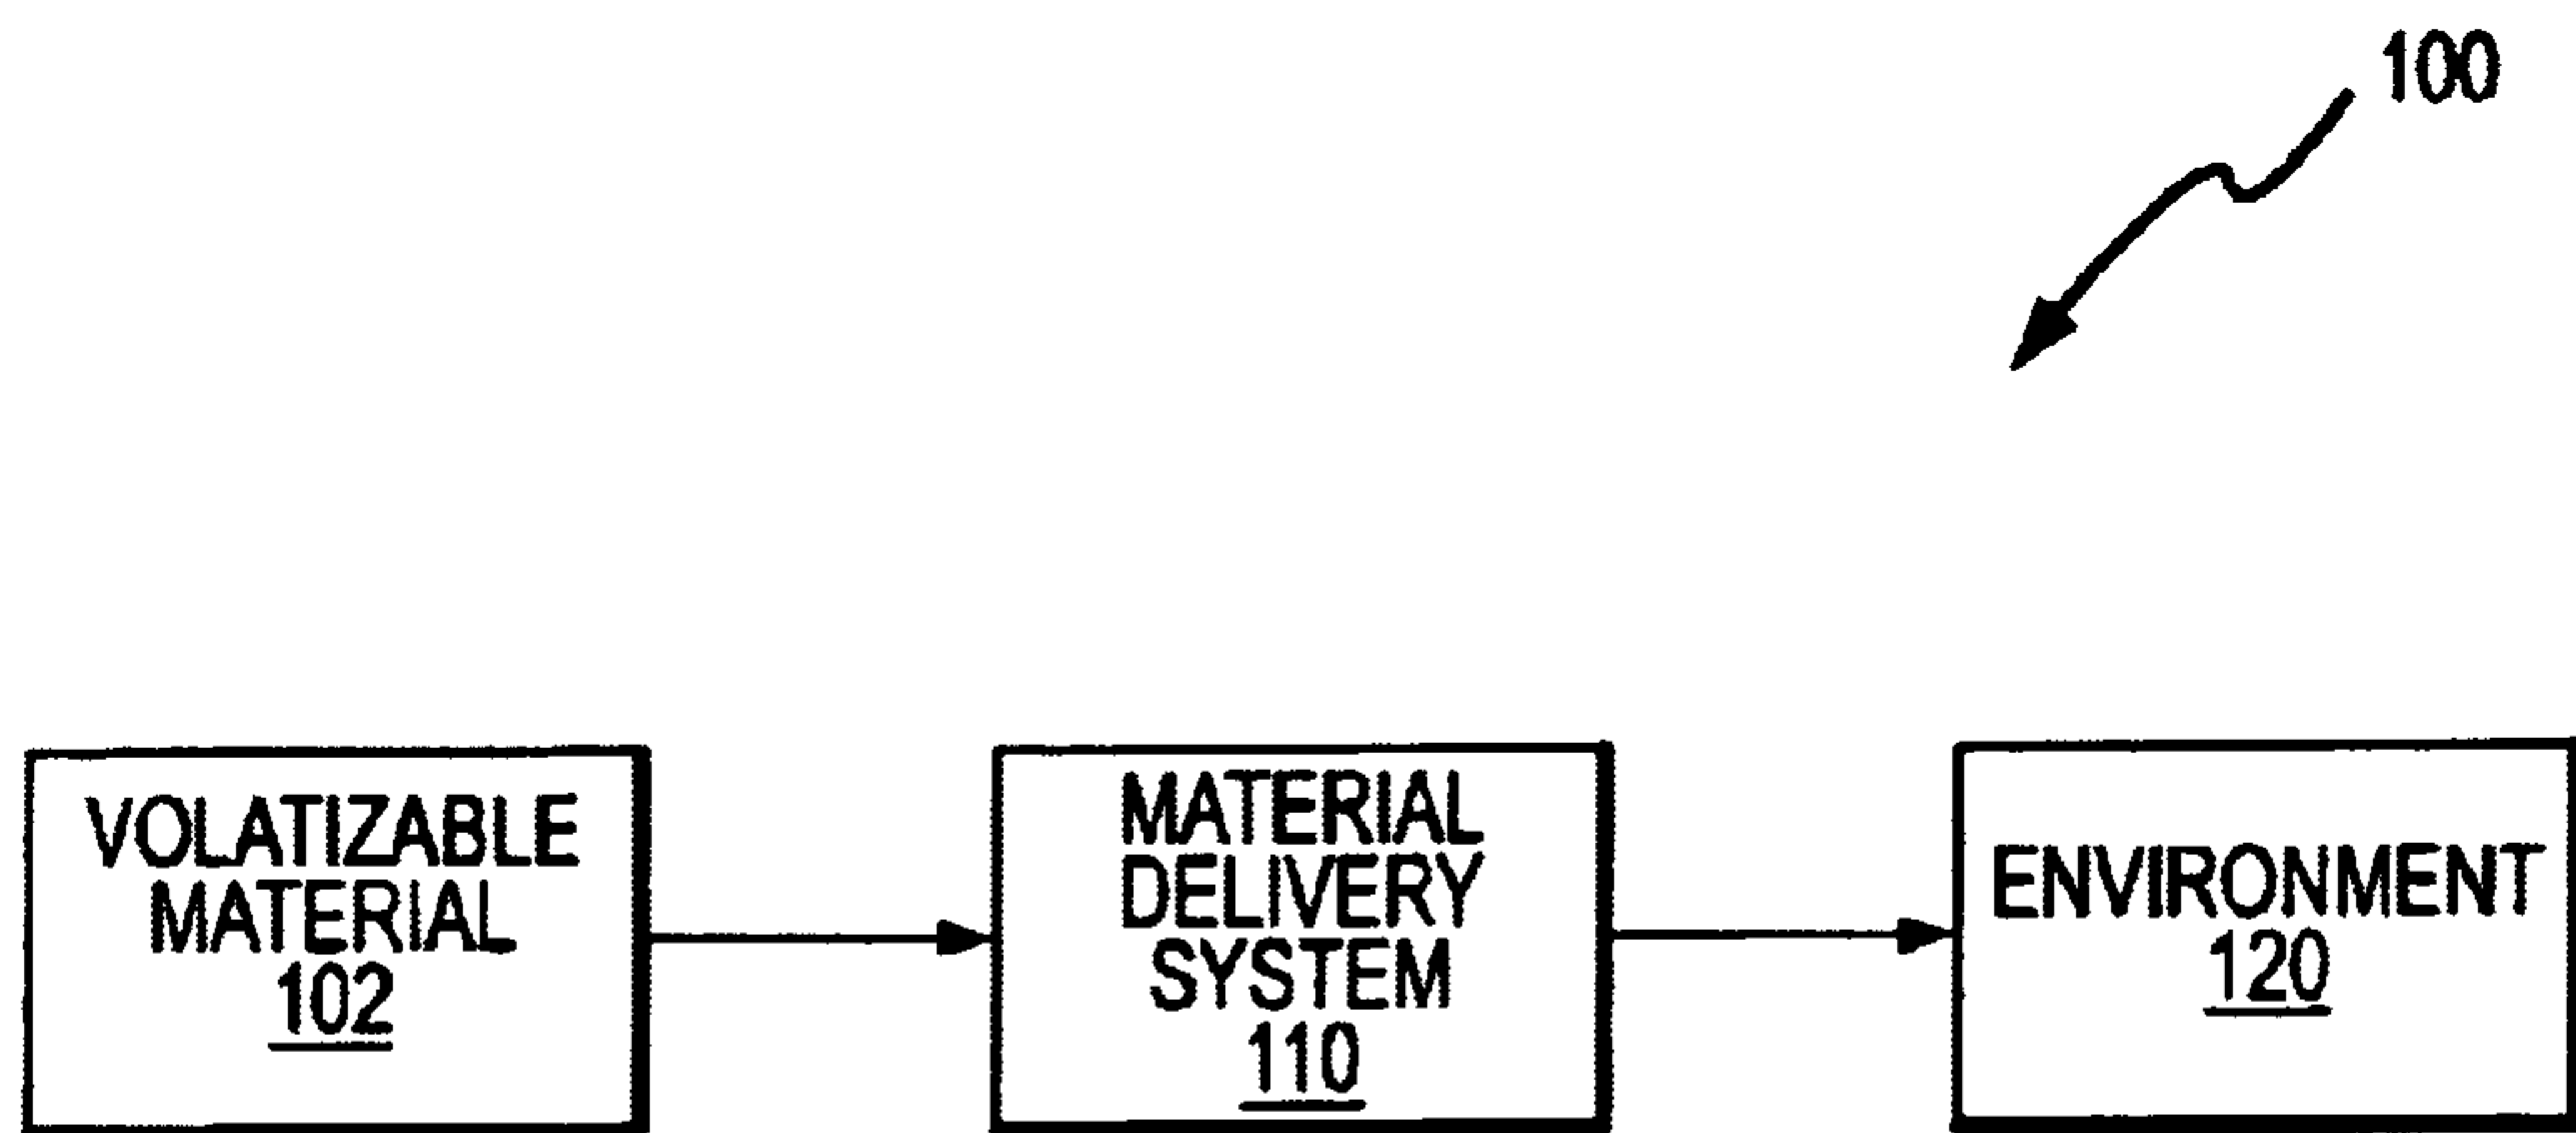 100
VOLATIZABLE
MATERIAL
102
MATERIAL
DELIVERY
SYSTEM
110
ENVIRONMENT
120